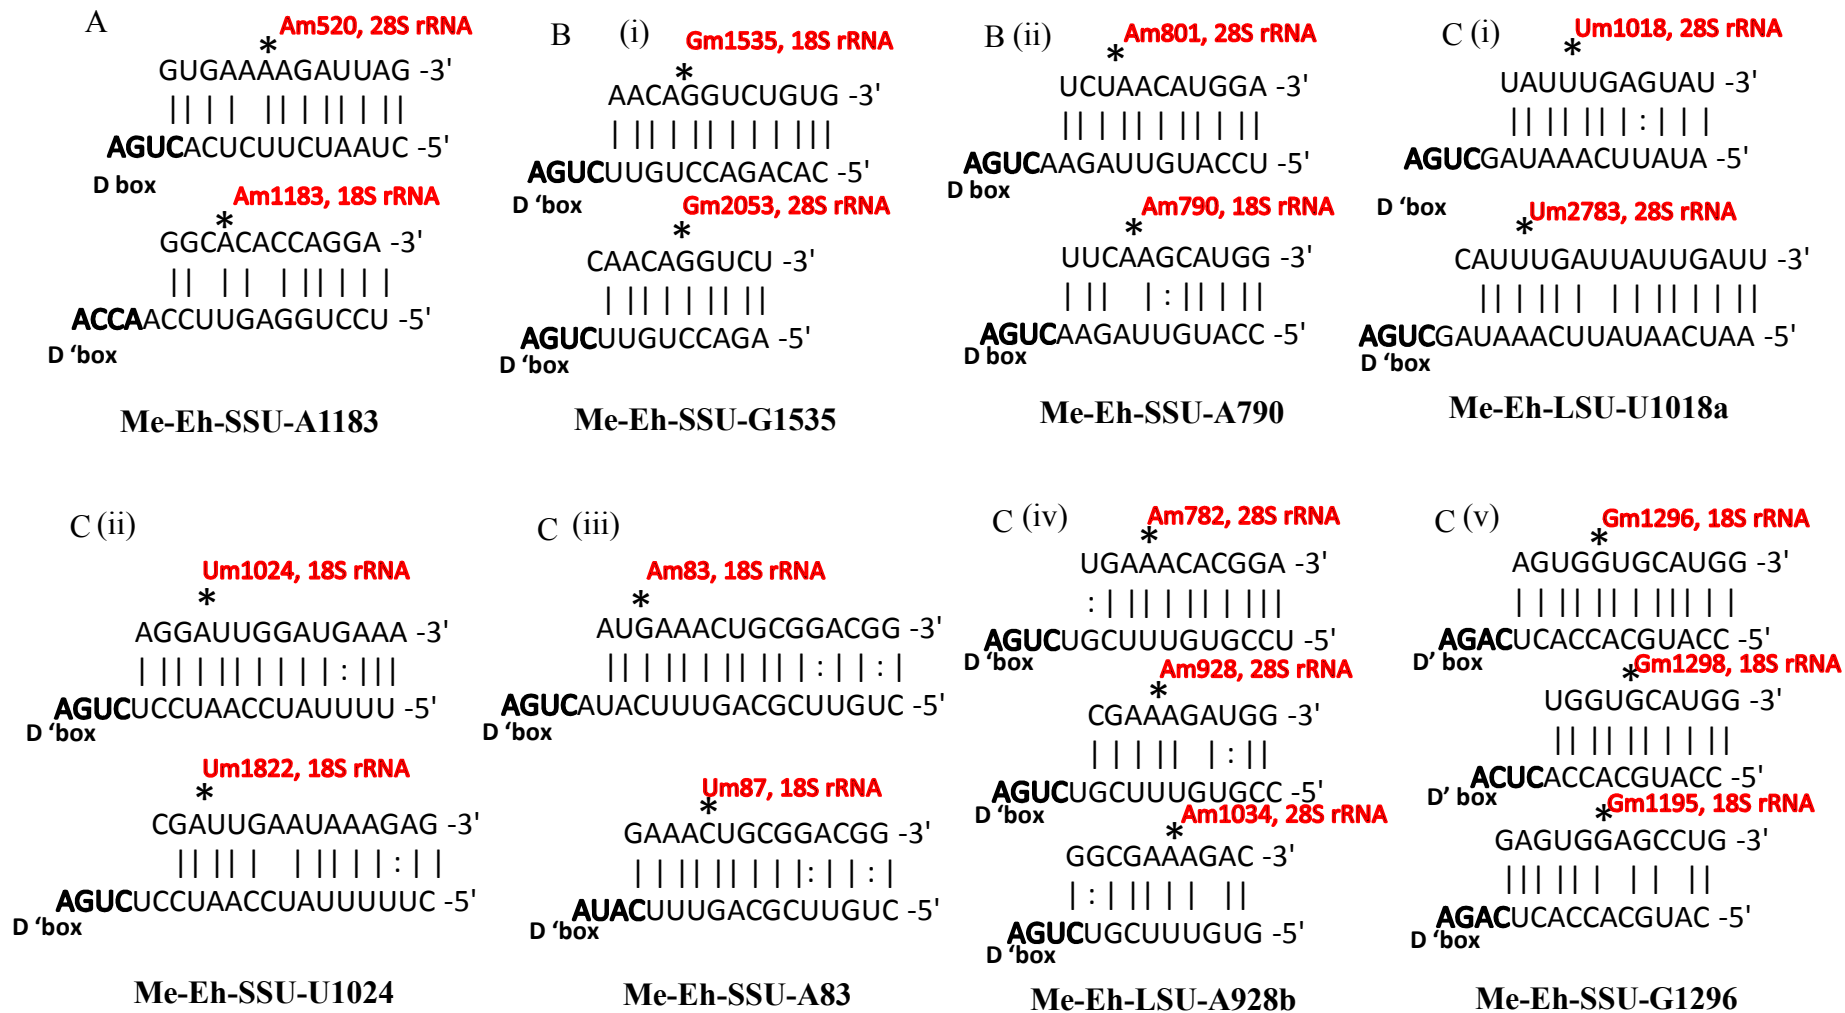 A
Am520, 28S rRNA
*
GUGAAAAGAUUAG -3'
|| | | || | || | ||
AGUCACUCUUCUAAUC -5'
D box
Am1183, 18S rRNA
*
GGCACACCAGGA -3'
|| | | | || | | |
ACCAACCUUGAGGUCCU -5'
D ‘box
Me-Eh-SSU-A1183
B (i)
Gm1535, 18S rRNA
*
AACAGGUCUGUG -3'
| || | || | | | |||
AGUCUUGUCCAGACAC -5'
D ‘box
Gm2053, 28S rRNA
*
CAACAGGUCU -3'
| || | | || ||
AGUCUUGUCCAGA -5'
D ‘box
Me-Eh-SSU-G1535
B (ii)
Am801, 28S rRNA
*
UCUAACAUGGA -3'
|| | || | || | ||
AGUCAAGAUUGUACCU -5'
D box
Am790, 18S rRNA
*
UUCAAGCAUGG -3'
| || | : || | ||
AGUCAAGAUUGUACC -5'
D box
Me-Eh-SSU-A790
C (i)
Um1018, 28S rRNA
*
UAUUUGAGUAU -3'
|| || || | : | | |
AGUCGAUAAACUUAUA -5'
D ‘box
Um2783, 28S rRNA
*
CAUUUGAUUAUUGAUU -3'
|| | || | | | || | | ||
AGUCGAUAAACUUAUAACUAA -5'
D ‘box
Me-Eh-LSU-U1018a
C (ii)
Um1024, 18S rRNA
*
AGGAUUGGAUGAAA -3'
| || | || | | | | : |||
AGUCUCCUAACCUAUUUU -5'
D ‘box
Um1822, 18S rRNA
*
CGAUUGAAUAAAGAG -3'
|| || | | || | | : | |
AGUCUCCUAACCUAUUUUUC -5'
D ‘box
Me-Eh-SSU-U1024
C (iii)
Am83, 18S rRNA
*
AUGAAACUGCGGACGG -3'
|| | || | | || | : | | : |
AGUCAUACUUUGACGCUUGUC -5'
D ‘box
Um87, 18S rRNA
*
GAAACUGCGGACGG -3'
| | || || | | |: | | : |
AUACUUUGACGCUUGUC -5'
D ‘box
Me-Eh-SSU-A83
C (iv)
Am782, 28S rRNA
*
UGAAACACGGA -3'
: | || || | || | |||
AGUCUGCUUUGUGCCU -5'
D ‘box
Am928, 28S rRNA
*
CGAAAGAUGG -3'
| | | || | : ||
AGUCUGCUUUGUGCC -5'
D ‘box
Am1034, 28S rRNA
*
GGCGAAAGAC -3'
| : | || | | ||
AGUCUGCUUUGUG -5'
D ‘box
Me-Eh-LSU-A928b
C (v)
Gm1296, 18S rRNA
*
AGUGGUGCAUGG -3'
| | || || | ||| | |
AGACUCACCACGUACC -5'
D’ box
Gm1298, 18S rRNA
*
UGGUGCAUGG -3'
|| || || | | ||
ACUCACCACGUACC -5'
D’ box
Gm1195, 18S rRNA
*
GAGUGGAGCCUG -3'
||| || | | | ||
AGACUCACCACGUAC -5'
D ‘box
Me-Eh-SSU-G1296